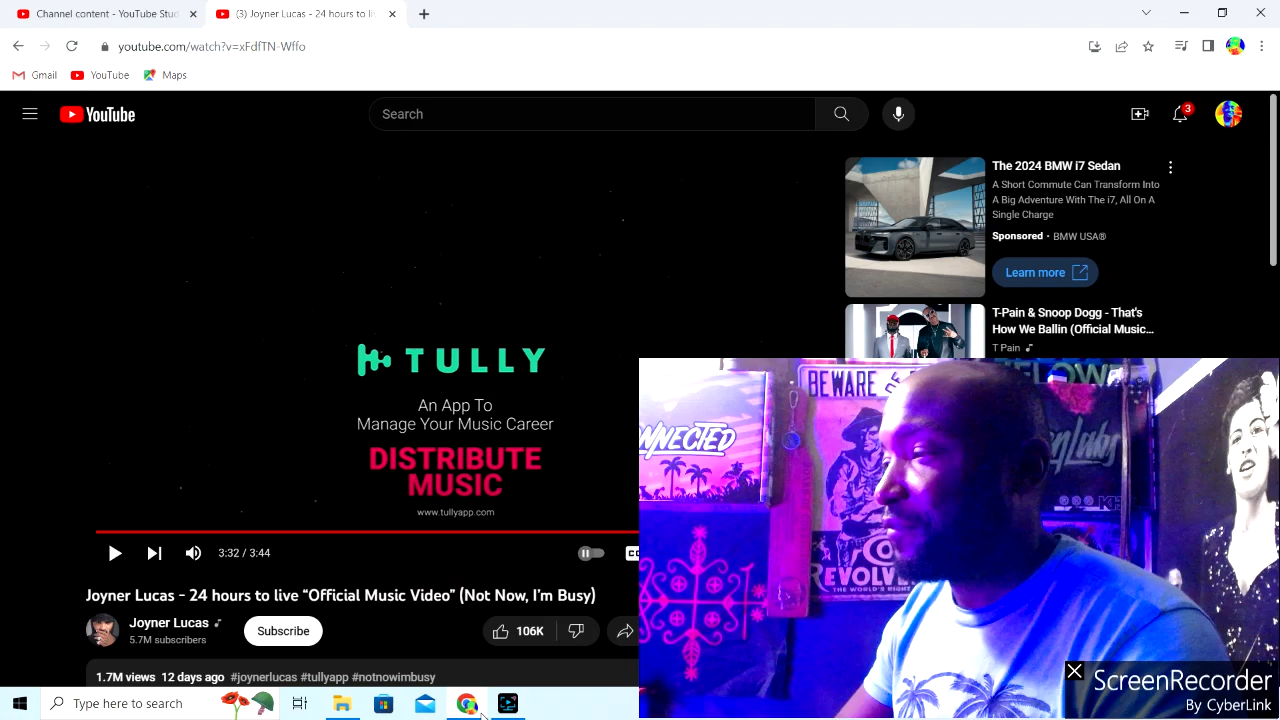 Content - YouTube Stud
(3) Joyner Lucas - 24 hours to li
youtube.com/watch?v=xFdfTN-Wffo
Gmail
YouTube
Maps
YouTube
Search
3
TULLY
An App To
Manage Your Music Career
DISTRIBUTE
MUSIC
www.tullyapp.com
3:32 / 3:44
Joyner Lucas - 24 hours to live “Official Music Video” (Not Now, I'm Busy)
Joyner Lucas
5.7M subscribers
Subscribe
106K
1.7M views 12 days ago #joynerlucas #tullyapp #notnowimbusy
The 2024 BMW i7 Sedan
A Short Commute Can Transform Into
A Big Adventure With The i7, All On A
Single Charge
Sponsored • BMW USA®
Learn more
T-Pain & Snoop Dogg - That's
How We Ballin (Official Music...
T Pain
BEWARE
NNECTED
REVOLVE
THE WORLD'S RIGH
ScreenRecorder
By CyberLink
Type here to search